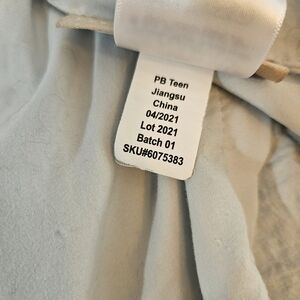 PB Teen
Jiangsu
China
04/2021
Lot 2021
Batch 01
SKU#6075383